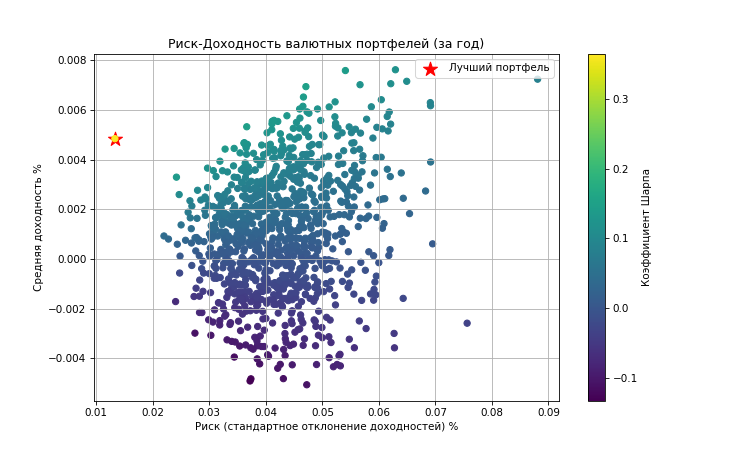 Риск-Доходность валютных портфелей (за год)
Лучший портфель
0.008
0.006
0.004
0.002
0.000
−0.002
−0.004
Средняя доходность %
0.01 0.02 0.03 0.04 0.05 0.06 0.07 0.08 0.09
Риск (стандартное отклонение доходностей) %
0.3
0.2
0.1
0.0
−0.1
Коэффициент Шарпа